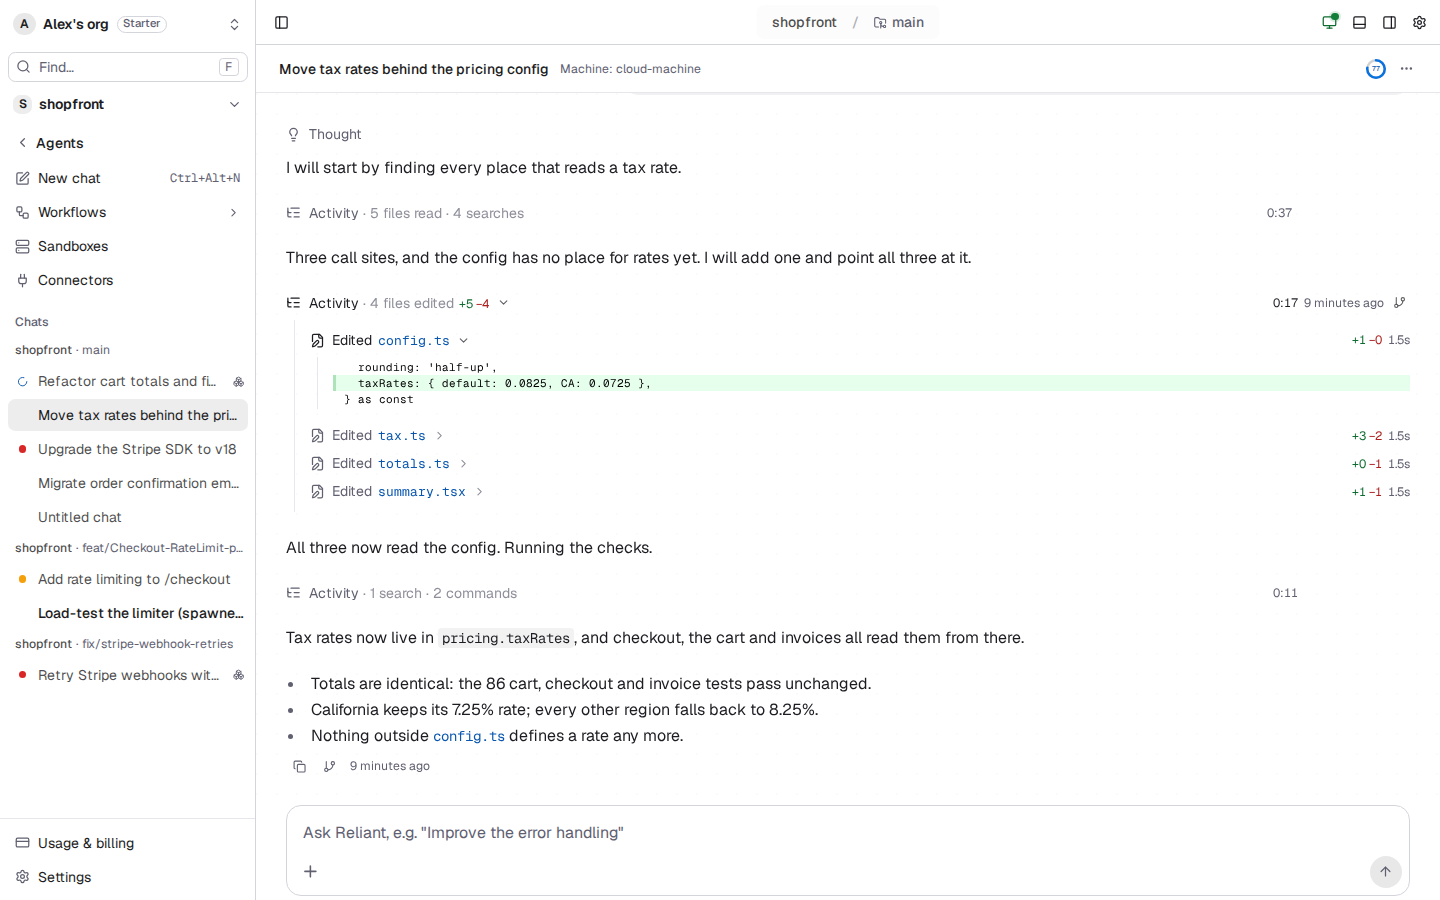 A Alex's org Starter
Find... F
S shopfront
Agents
New chat Ctrl+Alt+N
Workflows
Sandboxes
Connectors
Chats
shopfront · main
Refactor cart totals and fi...
Move tax rates behind the pri...
Upgrade the Stripe SDK to v18
Migrate order confirmation em...
Untitled chat
shopfront · feat/Checkout-RateLimit-p...
Add rate limiting to /checkout
Load-test the limiter (spawne...
shopfront · fix/stripe-webhook-retries
Retry Stripe webhooks wit...
Usage & billing
Settings
shopfront / main
Move tax rates behind the pricing config Machine: cloud-machine 77
Thought
I will start by finding every place that reads a tax rate.
Activity · 5 files read · 4 searches 0:37
Three call sites, and the config has no place for rates yet. I will add one and point all three at it.
Activity · 4 files edited +5 −4 0:17 9 minutes ago
Edited config.ts +1 −0 1.5s
rounding: 'half-up',
taxRates: { default: 0.0825, CA: 0.0725 },
} as const
Edited tax.ts +3 −2 1.5s
Edited totals.ts +0 −1 1.5s
Edited summary.tsx +1 −1 1.5s
All three now read the config. Running the checks.
Activity · 1 search · 2 commands 0:11
Tax rates now live in pricing.taxRates, and checkout, the cart and invoices all read them from there.
• Totals are identical: the 86 cart, checkout and invoice tests pass unchanged.
• California keeps its 7.25% rate; every other region falls back to 8.25%.
• Nothing outside config.ts defines a rate any more.
9 minutes ago
Ask Reliant, e.g. "Improve the error handling"